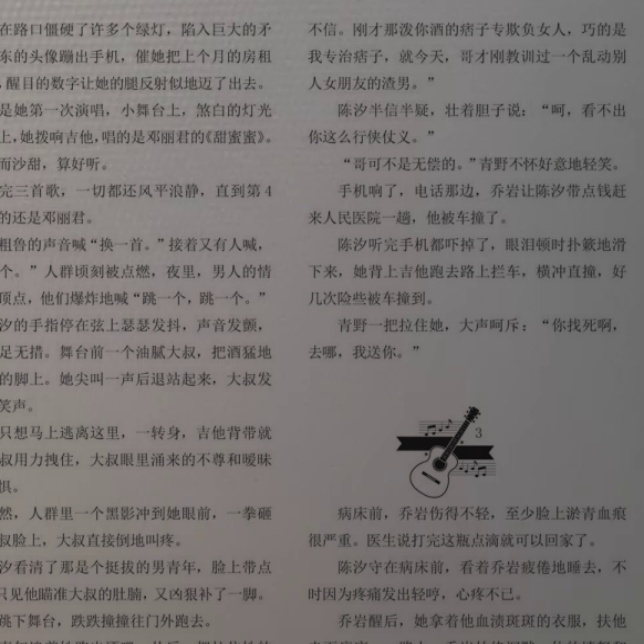 在路口僵硬了许多个绿灯，陷入巨大的矛
东的头像蹦出手机，催她把上个月的房租
，醒目的数字让她的腿反射似地迈了出去。
是她第一次演唱，小舞台上，煞白的灯光
上，她拨响吉他，唱的是邓丽君的《甜蜜蜜》。
而沙甜，算好听。
完三首歌，一切都还风平浪静，直到第4
的还是邓丽君。
粗鲁的声音喊“换一首。”接着又有人喊，
个。”人群顷刻被点燃，夜里，男人的情
顶点，他们爆炸地喊“跳一个，跳一个。”
汐的手指停在弦上瑟瑟发抖，声音发颤，
足无措。舞台前一个油腻大叔，把酒猛地
的脚上。她尖叫一声后退站起来，大叔发
笑声。
只想马上逃离这里，一转身，吉他背带就
叔用力拽住，大叔眼里涌来的不尊和暧昧
惧。
然，人群里一个黑影冲到她眼前，一拳砸
叔脸上，大叔直接倒地叫疼。
汐看清了那是个挺拔的男青年，脸上带点
只见他瞄准大叔的肚腩，又凶狠补了一脚。
跳下舞台，跌跌撞撞往门外跑去。
不信。刚才那泼你酒的痞子专欺负女人，巧的是
我专治痞子，就今天，哥才刚教训过一个乱动别
人女朋友的渣男。”
陈汐半信半疑，壮着胆子说：“呵，看不出
你这么行侠仗义。”
“哥可不是无偿的。”青野不怀好意地轻笑。
手机响了，电话那边，乔岩让陈汐带点钱赶
来人民医院一趟，他被车撞了。
陈汐听完手机都吓掉了，眼泪顿时扑簌地滑
下来，她背上吉他跑去路上拦车，横冲直撞，好
几次险些被车撞到。
青野一把拉住她，大声呵斥：“你找死啊，
去哪，我送你。”
3
病床前，乔岩伤得不轻，至少脸上淤青血痕
很严重。医生说打完这瓶点滴就可以回家了。
陈汐守在病床前，看着乔岩疲倦地睡去，不
时因为疼痛发出轻哼，心疼不已。
乔岩醒后，她拿着他血渍斑斑的衣服，扶他